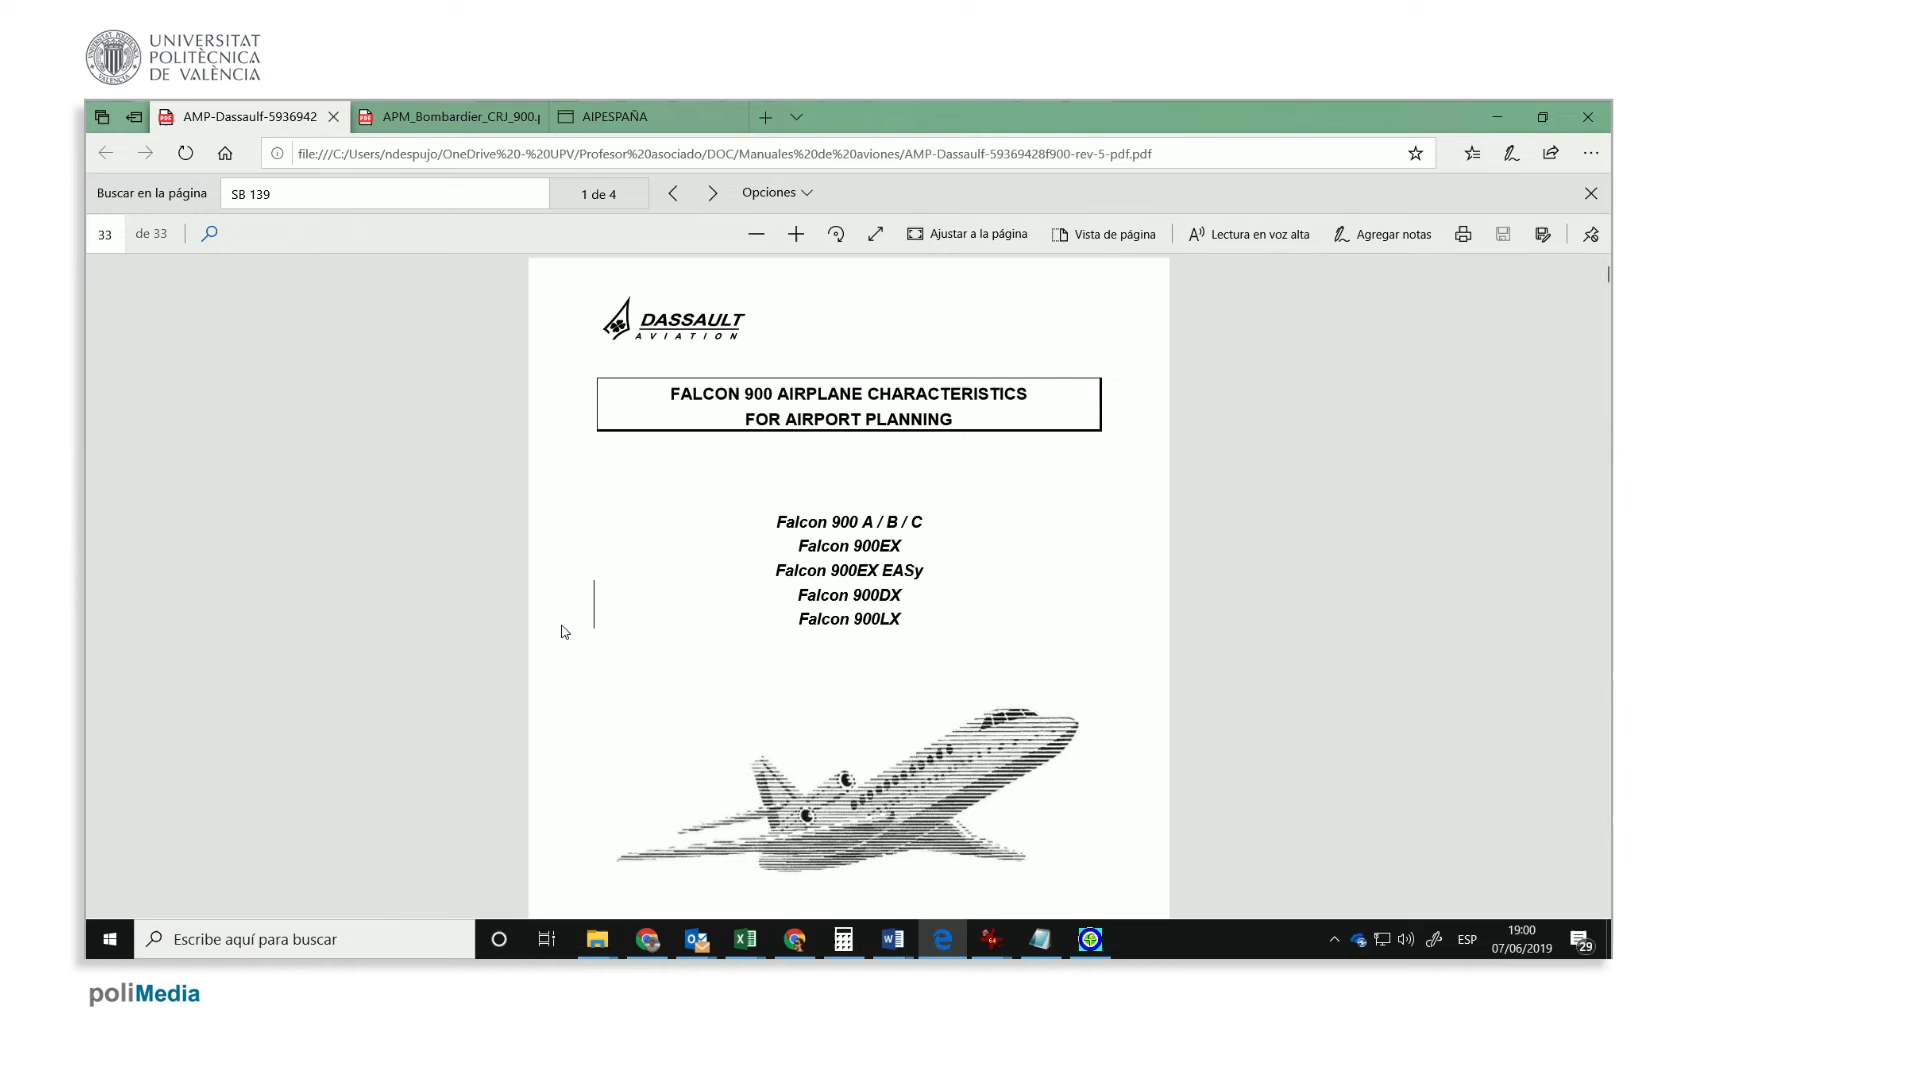 UNIVERSITAT
POLITÈCNICA
DE VALÈNCIA
AMP-Dassaulf-5936942
APM_Bombardier_CRJ_900.p
AIPESPAÑA
file:///C:/Users/ndespujo/OneDrive%20-%20UPV/Profesor%20asociado/DOC/Manuales%20de%20aviones/AMP-Dassaulf-59369428f900-rev-5-pdf.pdf
Buscar en la página
SB 139
1 de 4
Opciones
33
de 33
Ajustar a la página
Vista de página
Lectura en voz alta
Agregar notas
DASSAULT
AVIATION
FALCON 900 AIRPLANE CHARACTERISTICS
FOR AIRPORT PLANNING
Falcon 900 A / B / C
Falcon 900EX
Falcon 900EX EASy
Falcon 900DX
Falcon 900LX
Escribe aquí para buscar
ESP
19:00
07/06/2019
29
poliMedia